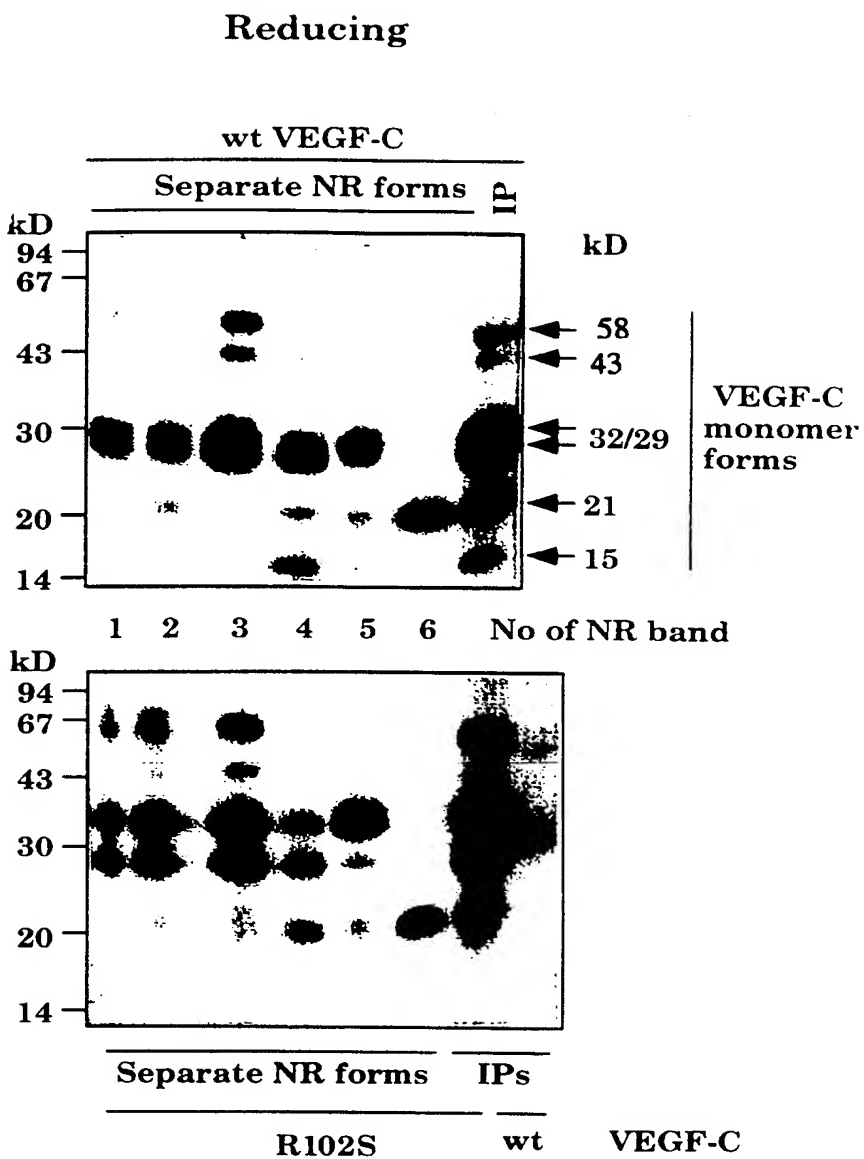 Reducing
wt VEGF-C
Separate NR forms IP
kD
94
67
43
30
20
14
kD
58
43
32/29
21
15
VEGF-C
monomer
forms
1 2 3 4 5 6 No of NR band
kD
94
67
43
30
20
14
Separate NR forms IPs
R102S wt VEGF-C